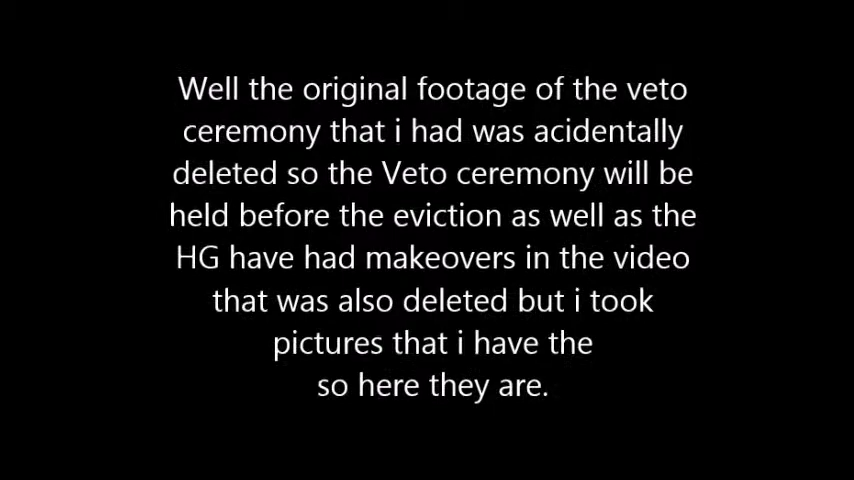 Well the original footage of the veto
ceremony that i had was acidentally
deleted so the Veto ceremony will be
held before the eviction as well as the
HG have had makeovers in the video
that was also deleted but i took
pictures that i have the
so here they are.